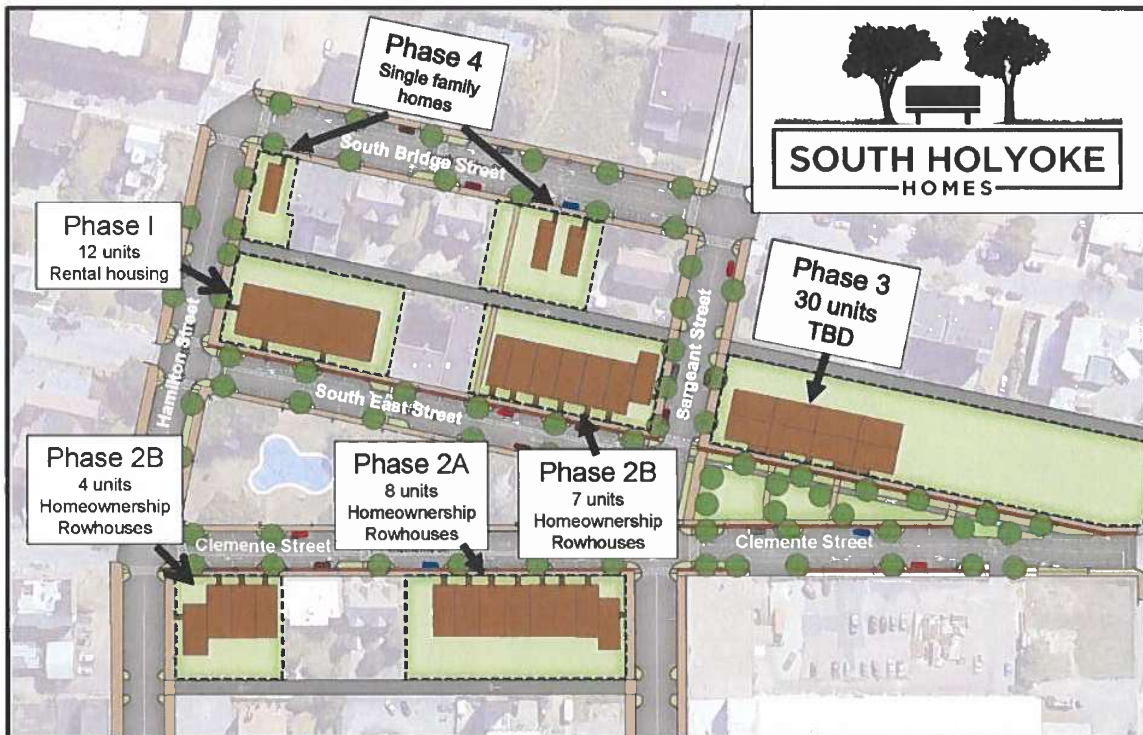 Phase 4
Single family
homes
SOUTH HOLYOKE
HOMES
South Bridge Street
Phase I
12 units
Rental housing
Phase 3
30 units
TBD
Hamilton Street
Sargeant Street
South East Street
Phase 2B
4 units
Homeownership
Rowhouses
Phase 2A
8 units
Homeownership
Rowhouses
Phase 2B
7 units
Homeownership
Rowhouses
Clemente Street
Clemente Street